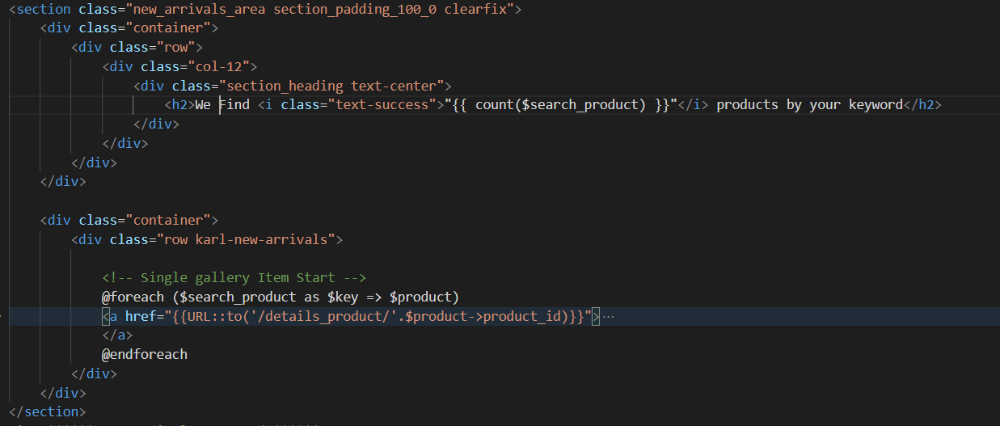 <section class="new_arrivals_area section_padding_100_0 clearfix">
<div class="container">
<div class="row">
<div class="col-12">
<div class="section_heading text-center">
<h2>We Find <i class="text-success">"{{ count($search_product) }}"</i> products by your keyword</h2>
</div>
</div>
</div>
</div>
<div class="container">
<div class="row karl-new-arrivals">
<!-- Single gallery Item Start -->
@foreach ($search_product as $key => $product)
<a href="{{URL::to('/details_product/'.$product->product_id)}}">···
</a>
@endforeach
</div>
</div>
</section>